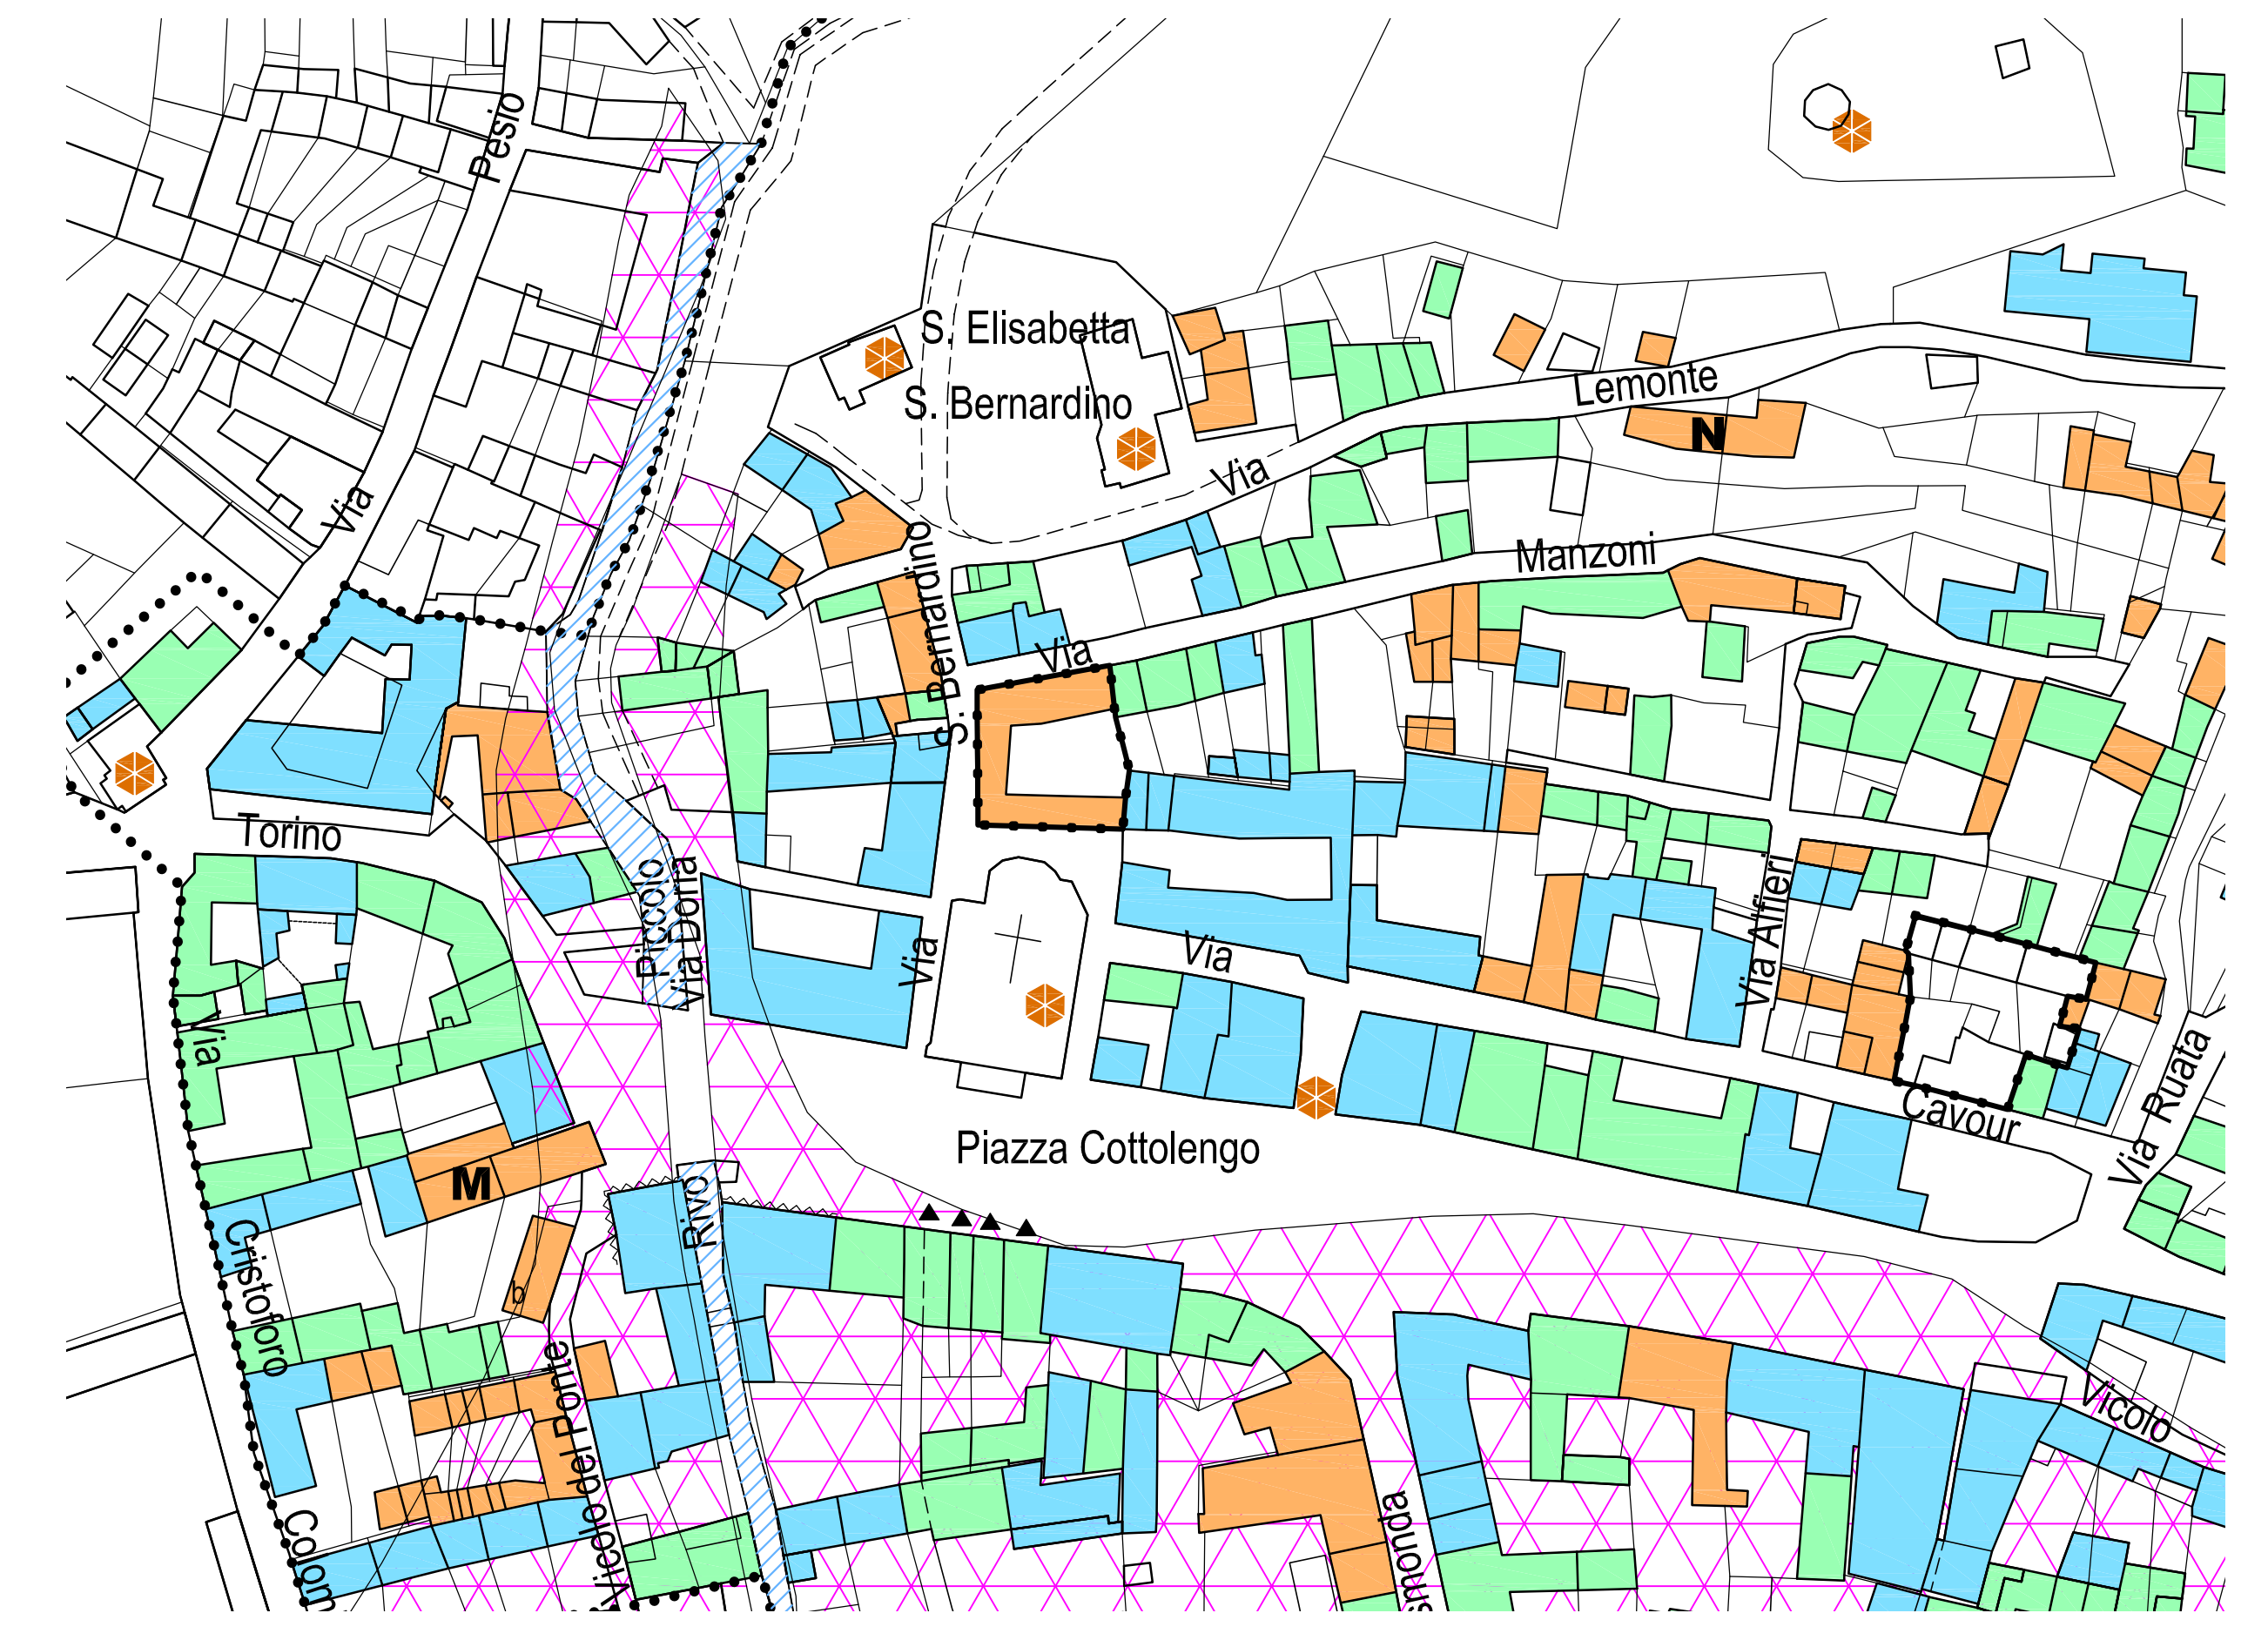 Pesio
Via
S. Elisabetta
S. Bernardino
Lemonte
Via
N
Manzoni
Via
S. Bernardino
Via
Torino
Piccolo
Via Doria
Via
Via Alfieri
Via
Cavour
Via Ruata
Piazza Cottolengo
M
Rivo
b
Cristoforo
Colom
Vicolo del Ponte
Vicolo